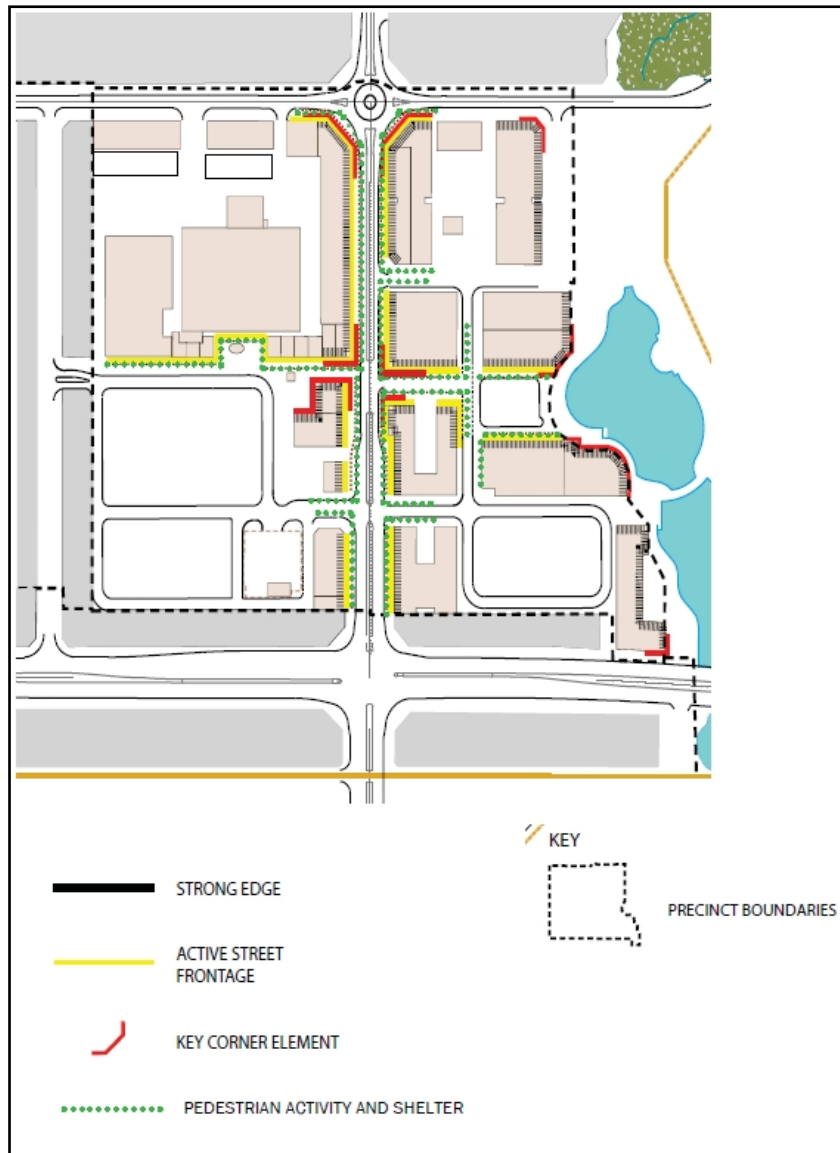 KEY
STRONG EDGE
PRECINCT BOUNDARIES
ACTIVE STREET
FRONTAGE
KEY CORNER ELEMENT
PEDESTRIAN ACTIVITY AND SHELTER